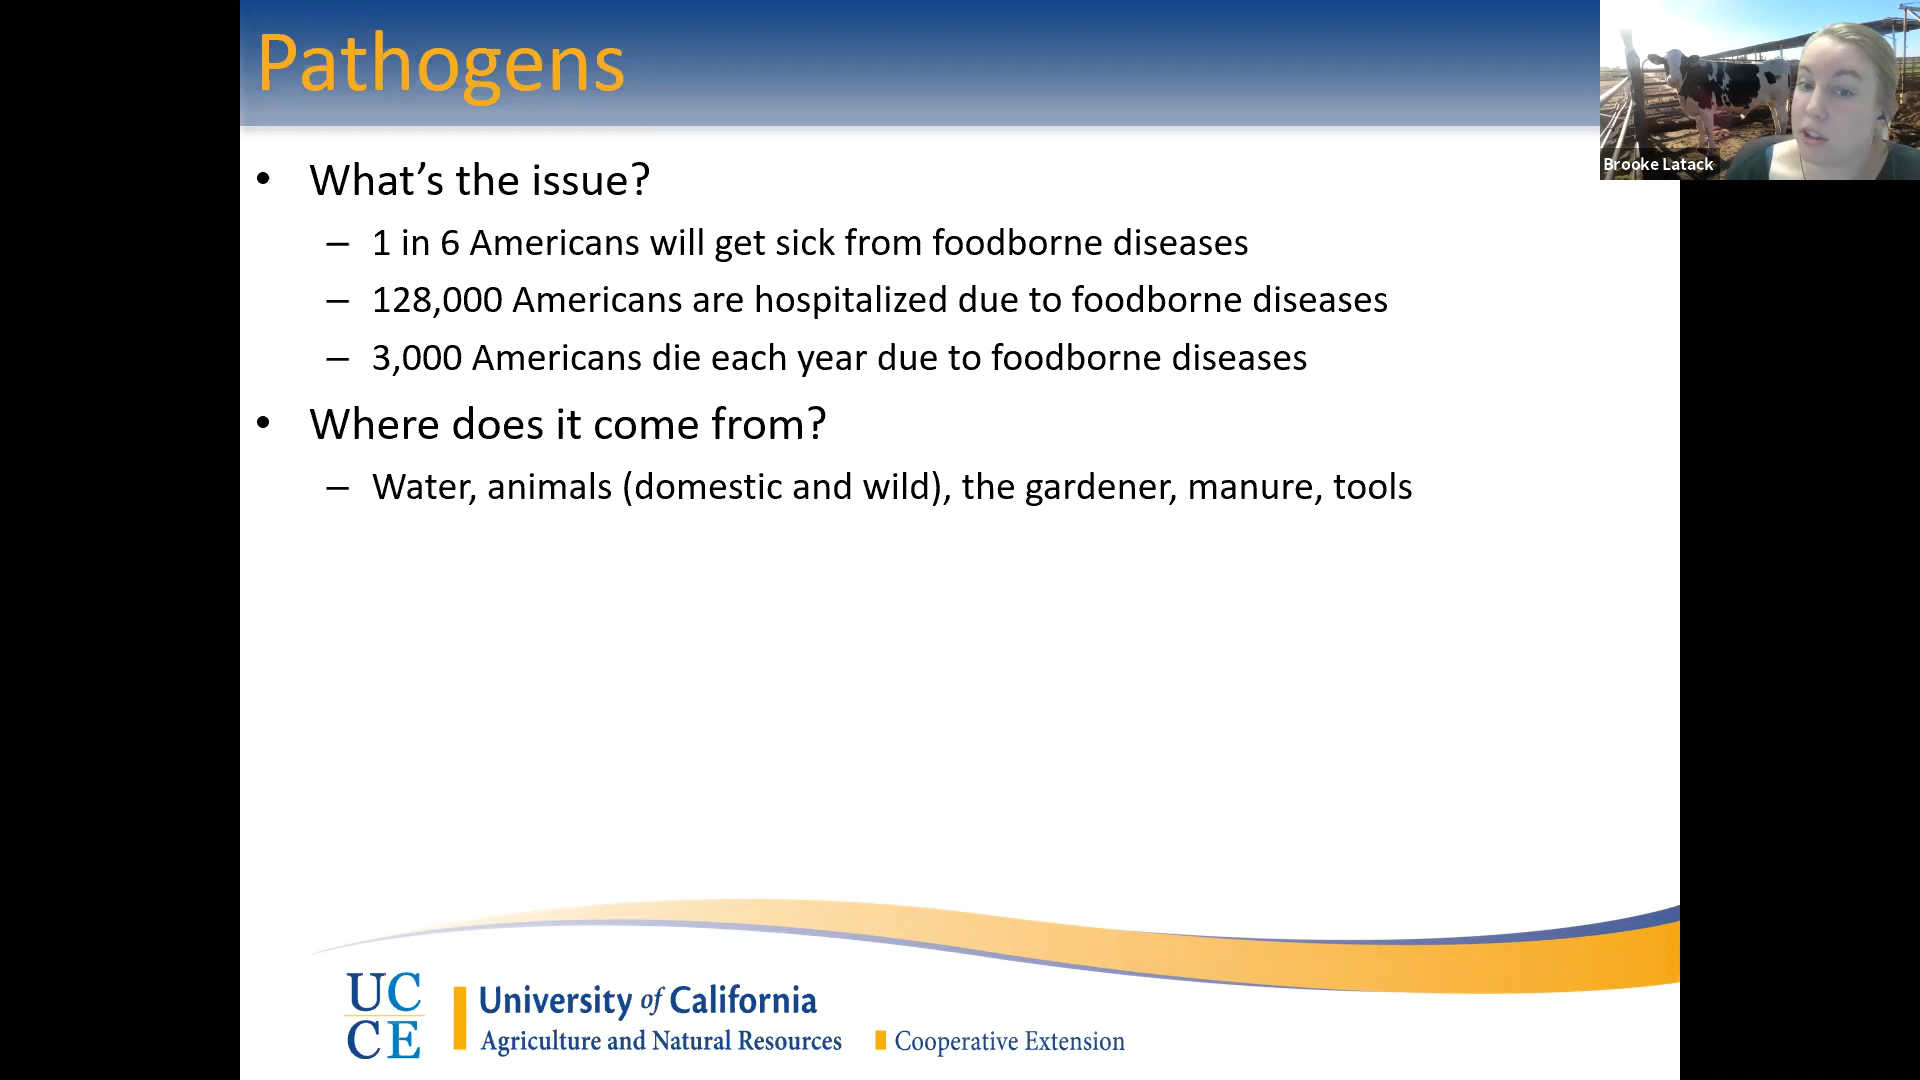 Pathogens
Brooke Latack
• What’s the issue?
– 1 in 6 Americans will get sick from foodborne diseases
– 128,000 Americans are hospitalized due to foodborne diseases
– 3,000 Americans die each year due to foodborne diseases
• Where does it come from?
– Water, animals (domestic and wild), the gardener, manure, tools
UC
CE
University of California
Agriculture and Natural Resources
Cooperative Extension